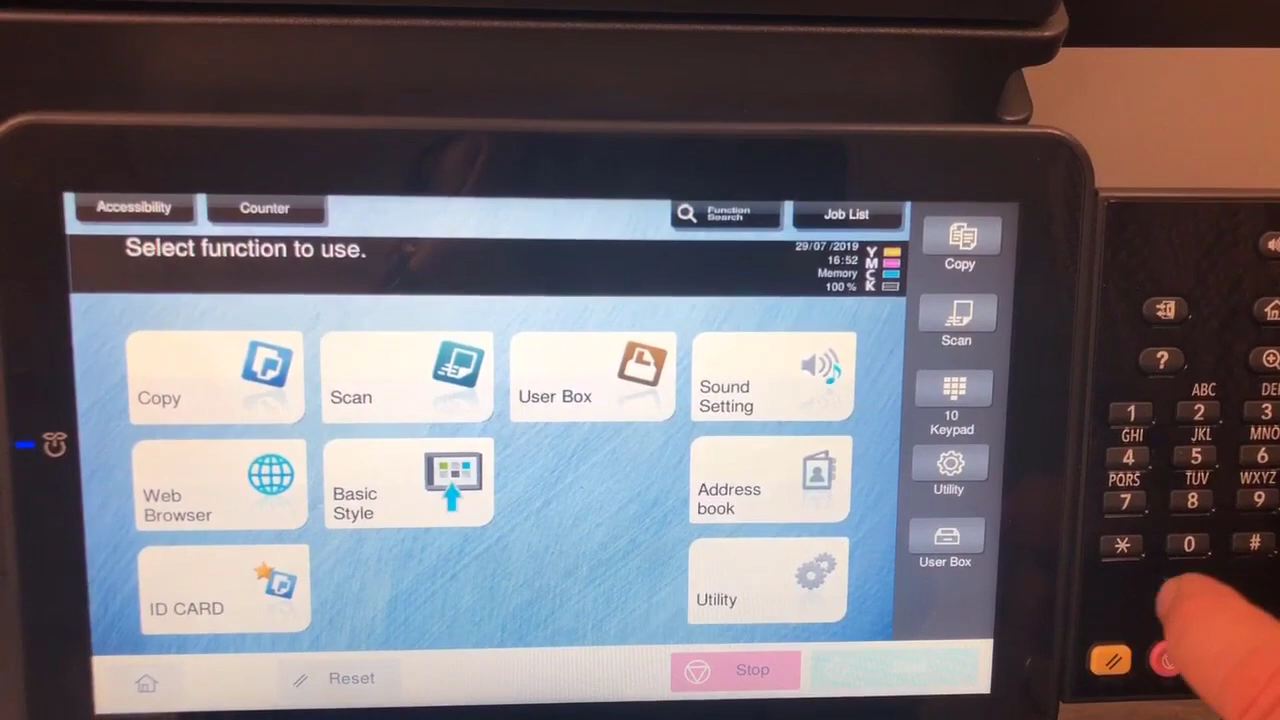 Accessibility
Counter
Function
Search
Job List
Select function to use.
29/07 /2019
16:52
Memory
100 %
Y
M
C
K
Copy
Scan
User Box
Sound
Setting
Web
Browser
Basic
Style
Address
book
ID CARD
Utility
Reset
Stop
Copy
Scan
10
Keypad
Utility
User Box
?
ABC
DE
1
2
3
GHI
JKL
MNO
4
5
6
PQRS
TUV
WXYZ
7
8
9
*
0
#